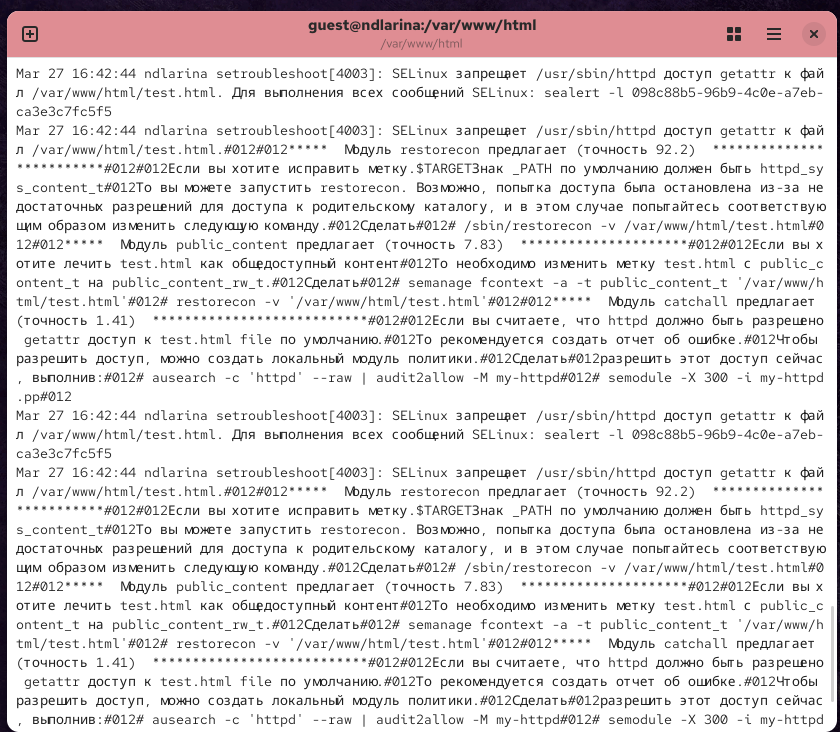 guest@ndlarina:/var/www/html
/var/www/html
Mar 27 16:42:44 ndlarina setroubleshoot[4003]: SELinux запрещает /usr/sbin/httpd доступ getattr к фай
л /var/www/html/test.html. Для выполнения всех сообщений SELinux: sealert -l 098c88b5-96b9-4c0e-a7eb-
ca3e3c7fc5f5
Mar 27 16:42:44 ndlarina setroubleshoot[4003]: SELinux запрещает /usr/sbin/httpd доступ getattr к фай
л /var/www/html/test.html.#012#012***** Модуль restorecon предлагает (точность 92.2) **************
***********#012#012Если вы хотите исправить метку.$TARGETЗнак _PATH по умолчанию должен быть httpd_sy
s_content_t#012То вы можете запустить restorecon. Возможно, попытка доступа была остановлена из-за не
достаточных разрешений для доступа к родительскому каталогу, и в этом случае попытайтесь соответствую
щим образом изменить следующую команду.#012Сделать#012# /sbin/restorecon -v /var/www/html/test.html#0
12#012***** Модуль public_content предлагает (точность 7.83) *********************#012#012Если вы х
отите лечить test.html как общедоступный контент#012То необходимо изменить метку test.html с public_c
ontent_t на public_content_rw_t.#012Сделать#012# semanage fcontext -a -t public_content_t '/var/www/h
tml/test.html'#012# restorecon -v '/var/www/html/test.html'#012#012***** Модуль catchall предлагает
(точность 1.41) ***************************#012#012Если вы считаете, что httpd должно быть разрешено
getattr доступ к test.html file по умолчанию.#012То рекомендуется создать отчет об ошибке.#012Чтобы
разрешить доступ, можно создать локальный модуль политики.#012Сделать#012разрешить этот доступ сейчас
, выполнив:#012# ausearch -c 'httpd' --raw | audit2allow -M my-httpd#012# semodule -X 300 -i my-httpd
.pp#012
Mar 27 16:42:44 ndlarina setroubleshoot[4003]: SELinux запрещает /usr/sbin/httpd доступ getattr к фай
л /var/www/html/test.html. Для выполнения всех сообщений SELinux: sealert -l 098c88b5-96b9-4c0e-a7eb-
ca3e3c7fc5f5
Mar 27 16:42:44 ndlarina setroubleshoot[4003]: SELinux запрещает /usr/sbin/httpd доступ getattr к фай
л /var/www/html/test.html.#012#012***** Модуль restorecon предлагает (точность 92.2) **************
***********#012#012Если вы хотите исправить метку.$TARGETЗнак _PATH по умолчанию должен быть httpd_sy
s_content_t#012То вы можете запустить restorecon. Возможно, попытка доступа была остановлена из-за не
достаточных разрешений для доступа к родительскому каталогу, и в этом случае попытайтесь соответствую
щим образом изменить следующую команду.#012Сделать#012# /sbin/restorecon -v /var/www/html/test.html#0
12#012***** Модуль public_content предлагает (точность 7.83) *********************#012#012Если вы х
отите лечить test.html как общедоступный контент#012То необходимо изменить метку test.html с public_c
ontent_t на public_content_rw_t.#012Сделать#012# semanage fcontext -a -t public_content_t '/var/www/h
tml/test.html'#012# restorecon -v '/var/www/html/test.html'#012#012***** Модуль catchall предлагает
(точность 1.41) ***************************#012#012Если вы считаете, что httpd должно быть разрешено
getattr доступ к test.html file по умолчанию.#012То рекомендуется создать отчет об ошибке.#012Чтобы
разрешить доступ, можно создать локальный модуль политики.#012Сделать#012разрешить этот доступ сейчас
, выполнив:#012# ausearch -c 'httpd' --raw | audit2allow -M my-httpd#012# semodule -X 300 -i my-httpd